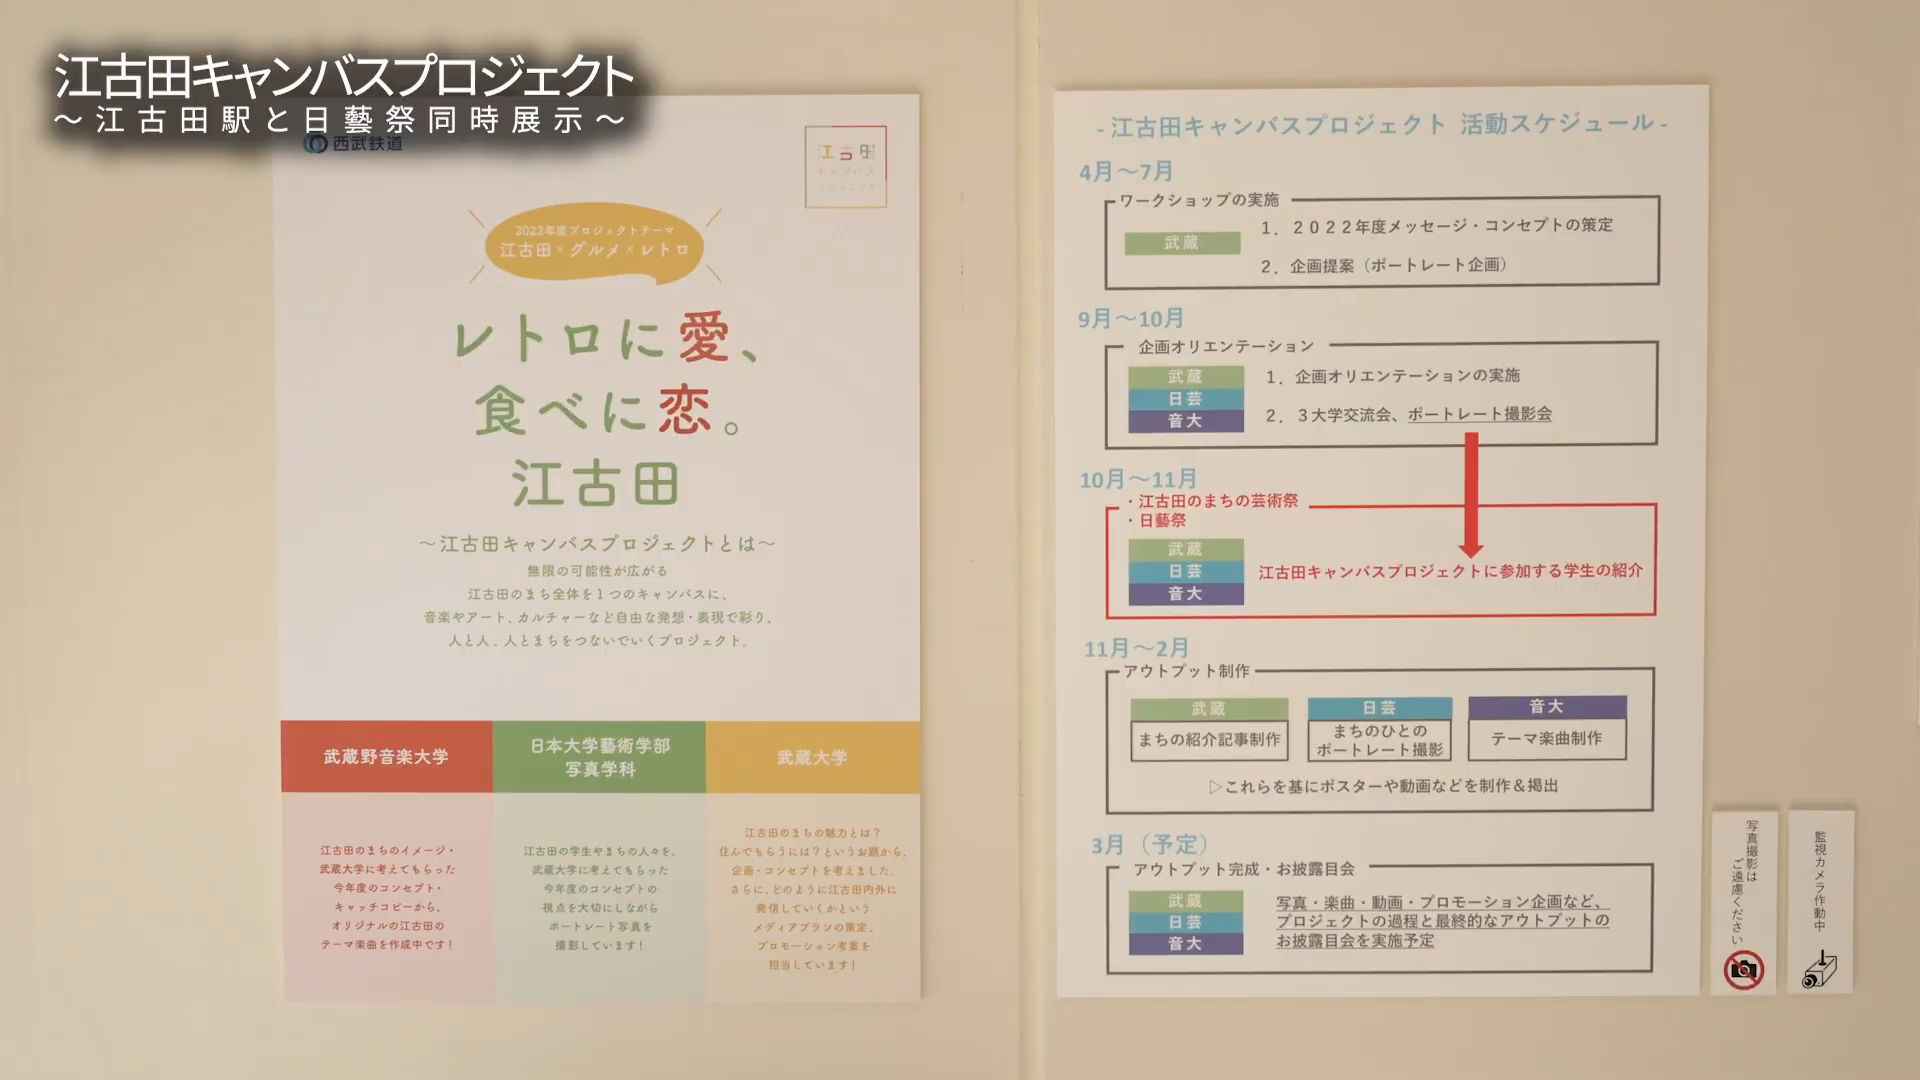 江古田キャンバスプロジェクト
～江古田駅と日藝祭同時展示～
西武鉄道
江古田
キャンバス
プロジェクト
2022年度プロジェクトテーマ
江古田×グルメ×レトロ
レトロに愛、
食べに恋。
江古田
～江古田キャンバスプロジェクトとは～
無限の可能性が広がる
江古田のまち全体を1つのキャンバスに、
音楽やアート、カルチャーなど自由な発想・表現で彩り、
人と人、人とまちをつないでいくプロジェクト。
武蔵野音楽大学
江古田のまちのイメージ・
武蔵大学に考えてもらった
今年度のコンセプト・
キャッチコピーから、
オリジナルの江古田の
テーマ楽曲を作成中です！
日本大学藝術学部
写真学科
江古田の学生やまちの人々を、
武蔵大学に考えてもらった
今年度のコンセプトの
視点を大切にしながら
ポートレート写真を
撮影しています！
武蔵大学
江古田のまちの魅力とは？
住んでもらうには？というお題から、
企画・コンセプトを考えました。
さらに、どのように江古田内外に
発信していくかという
メディアプランの策定、
プロモーション考案を
担当しています！
-江古田キャンバスプロジェクト 活動スケジュール-
4月～7月
ワークショップの実施
武蔵
1．２０２２年度メッセージ・コンセプトの策定
2．企画提案（ポートレート企画）
9月～10月
企画オリエンテーション
武蔵
日芸
音大
1．企画オリエンテーションの実施
2．３大学交流会、ポートレート撮影会
10月～11月
・江古田のまちの芸術祭
・日藝祭
武蔵
日芸
音大
江古田キャンバスプロジェクトに参加する学生の紹介
11月～2月
アウトプット制作
武蔵
まちの紹介記事制作
日芸
まちのひとの
ポートレート撮影
音大
テーマ楽曲制作
▷これらを基にポスターや動画などを制作＆掲出
3月（予定）
アウトプット完成・お披露目会
武蔵
日芸
音大
写真・楽曲・動画・プロモーション企画など、
プロジェクトの過程と最終的なアウトプットの
お披露目会を実施予定
写真撮影は
ご遠慮ください
監視カメラ作動中